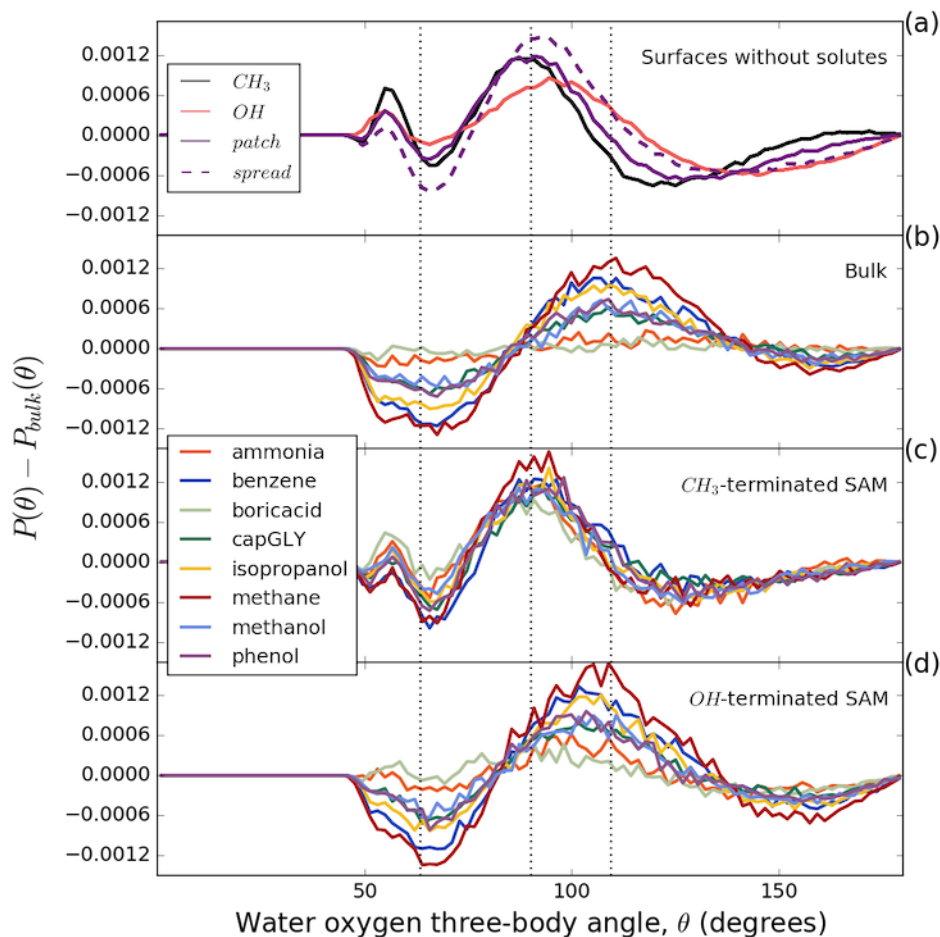 (a)
Surfaces without solutes
CH3
OH
patch
spread
0.0012
0.0006
0.0000
−0.0006
−0.0012
(b)
Bulk
0.0012
0.0006
0.0000
−0.0006
−0.0012
(c)
CH3-terminated SAM
ammonia
benzene
boricacid
capGLY
isopropanol
methane
methanol
phenol
0.0012
0.0006
0.0000
−0.0006
−0.0012
(d)
OH-terminated SAM
0.0012
0.0006
0.0000
−0.0006
−0.0012
P(θ) − Pbulk(θ)
50
100
150
Water oxygen three-body angle, θ (degrees)